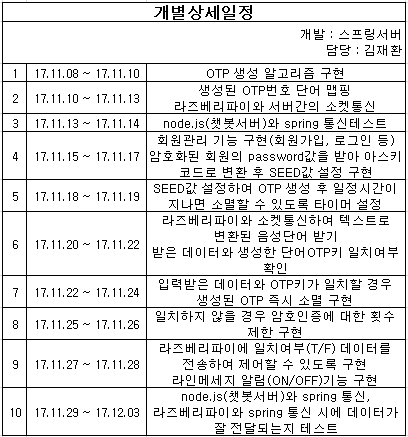 개별상세일정
개발 : 스프링서버
담당 : 김재환
1 17.11.08 ~ 17.11.10 OTP 생성 알고리즘 구현
2 17.11.10 ~ 17.11.13 생성된 OTP번호 단어 맵핑
라즈베리파이와 서버간의 소켓통신
3 17.11.13 ~ 17.11.14 node.js(챗봇서버)와 spring 통신테스트
4 17.11.15 ~ 17.11.17 회원관리 기능 구현(회원가입, 로그인 등)
암호화된 회원의 password값을 받아 아스키
코드로 변환 후 SEED값 설정 구현
5 17.11.18 ~ 17.11.19 SEED값 설정하여 OTP 생성 후 일정시간이
지나면 소멸할 수 있도록 타이머 설정
6 17.11.20 ~ 17.11.22 라즈베리파이와 소켓통신하여 텍스트로
변환된 음성단어 받기
받은 데이터와 생성한 단어OTP키 일치여부
확인
7 17.11.22 ~ 17.11.24 입력받은 데이터와 OTP키가 일치할 경우
생성된 OTP 즉시 소멸 구현
8 17.11.25 ~ 17.11.26 일치하지 않을 경우 암호인증에 대한 횟수
제한 구현
9 17.11.27 ~ 17.11.28 라즈베리파이에 일치여부(T/F) 데이터를
전송하여 제어할 수 있도록 구현
라인메세지 알람(ON/OFF)기능 구현
10 17.11.29 ~ 17.12.03 node.js(챗봇서버)와 spring 통신,
라즈베리파이와 spring 통신 시에 데이터가
잘 전달되는지 테스트